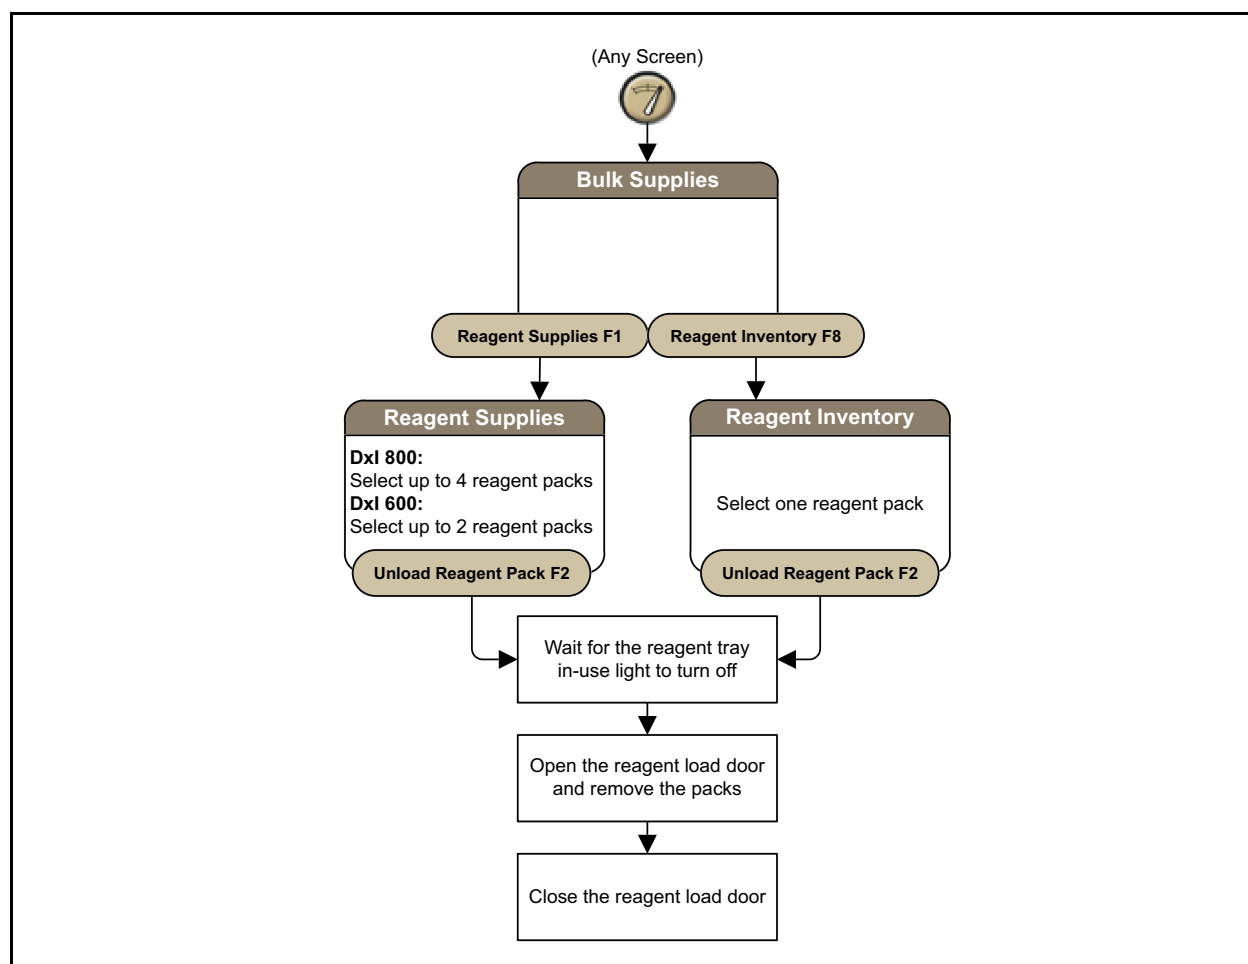 (Any Screen)
Bulk Supplies
Reagent Supplies F1
Reagent Inventory F8
Reagent Supplies
DxI 800:
Select up to 4 reagent packs
DxI 600:
Select up to 2 reagent packs
Unload Reagent Pack F2
Reagent Inventory
Select one reagent pack
Unload Reagent Pack F2
Wait for the reagent tray
in-use light to turn off
Open the reagent load door
and remove the packs
Close the reagent load door